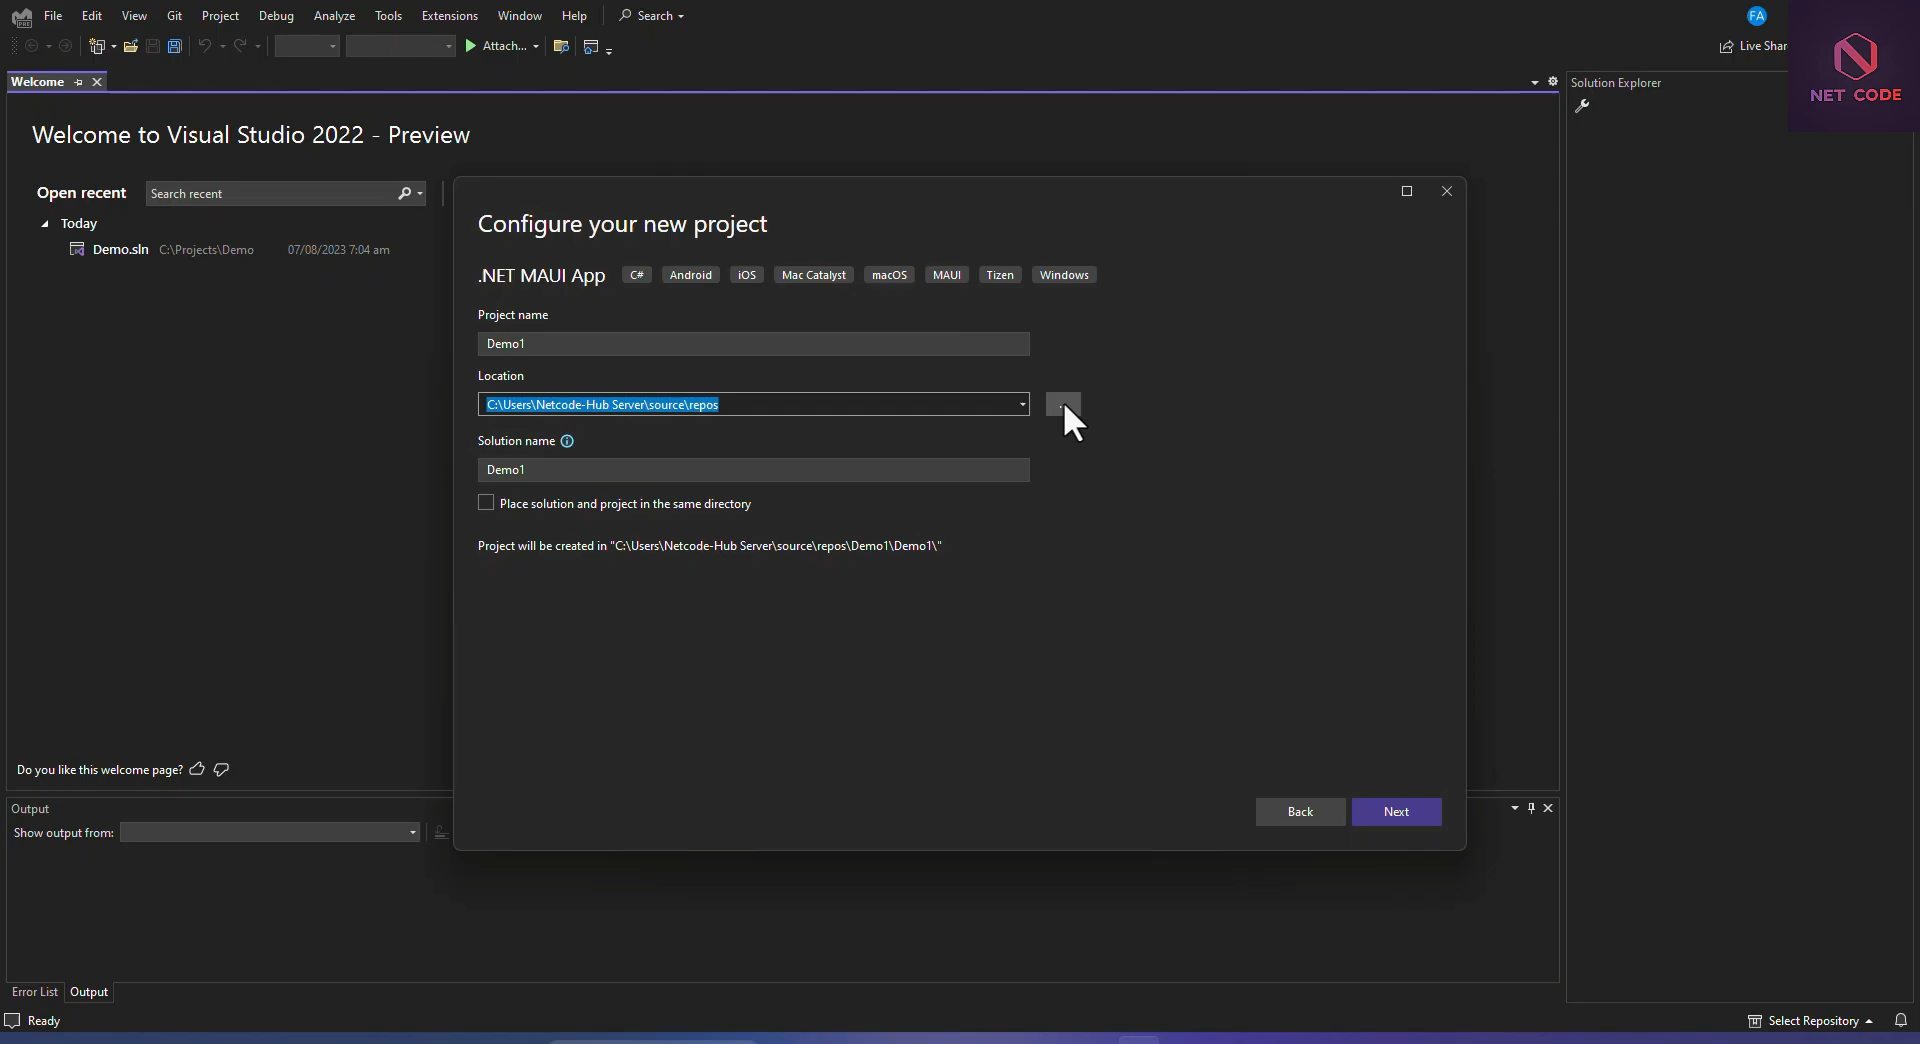 File Edit View Git Project Debug Analyze Tools Extensions Window Help Search
FA
Attach...
Live Shar
NET CODE
Welcome
Solution Explorer
Welcome to Visual Studio 2022 - Preview
Open recent
Search recent
Today
Demo.sln C:\Projects\Demo 07/08/2023 7:04 am
Configure your new project
.NET MAUI App C# Android iOS Mac Catalyst macOS MAUI Tizen Windows
Project name
Demo1
Location
C:\Users\Netcode-Hub Server\source\repos
Solution name
Demo1
Place solution and project in the same directory
Project will be created in "C:\Users\Netcode-Hub Server\source\repos\Demo1\Demo1\"
Back Next
Do you like this welcome page?
Output
Show output from:
Error List Output
Ready
Select Repository